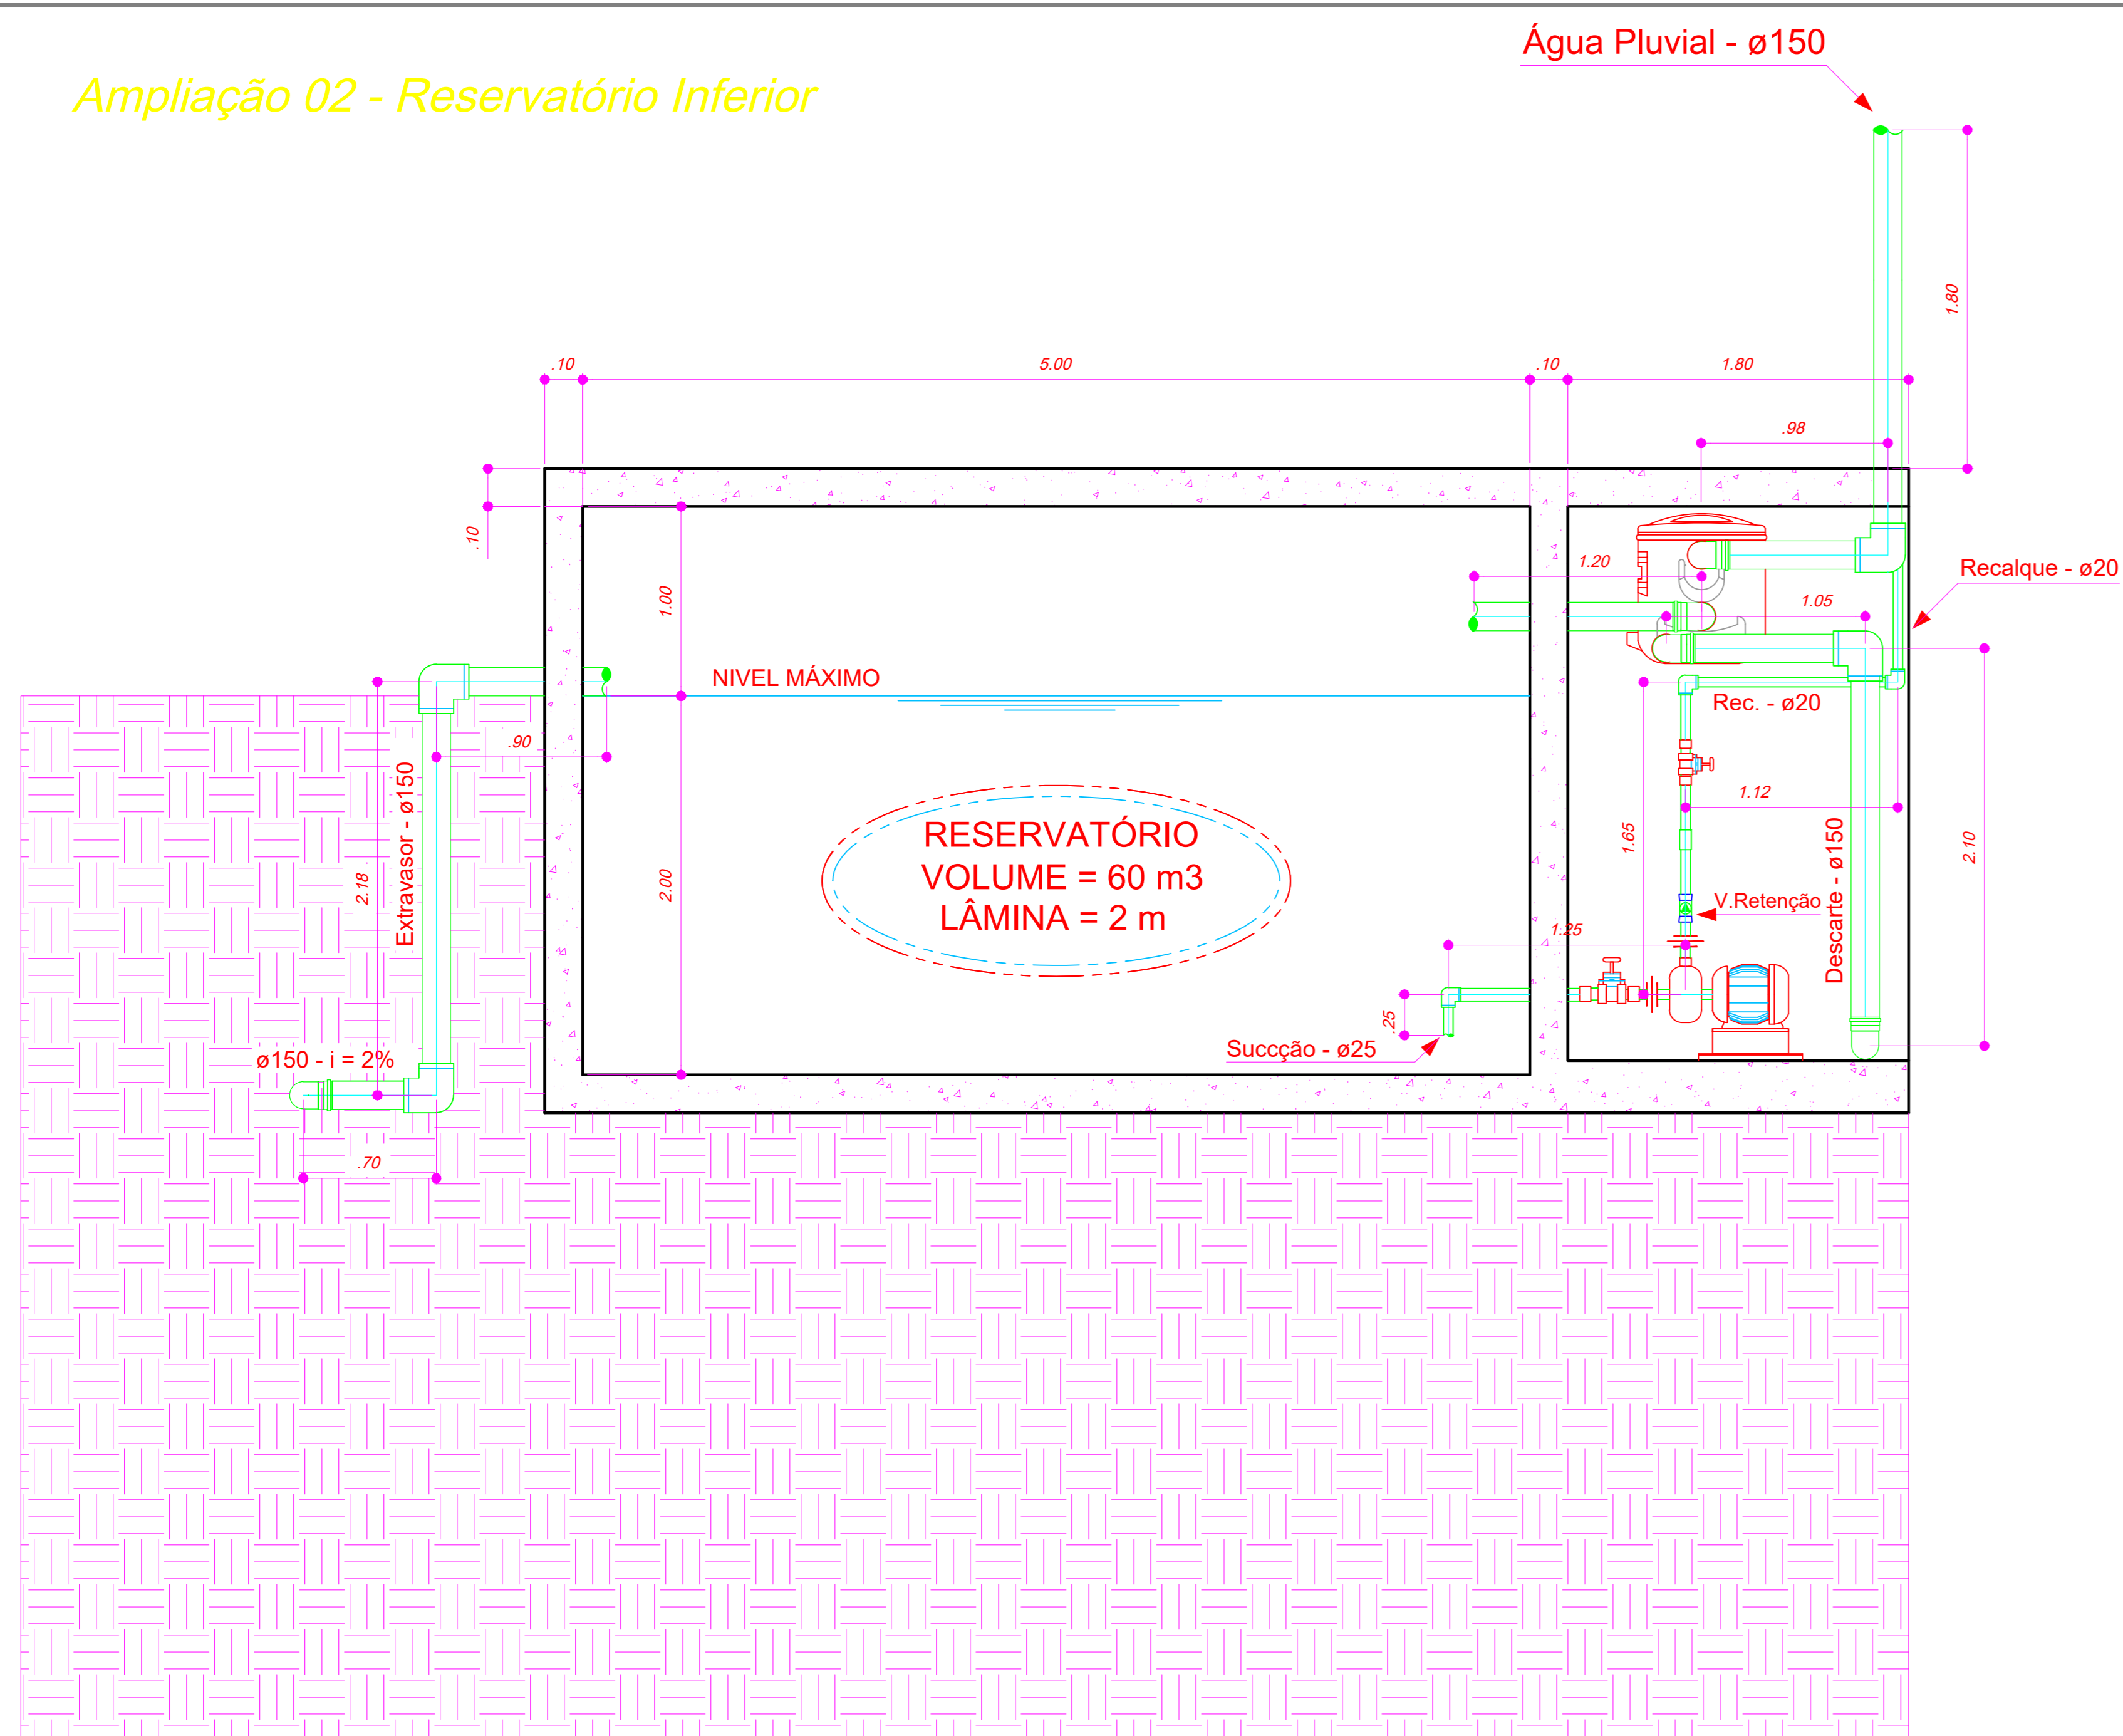 Água Pluvial - ø150
Ampliação 02 - Reservatório Inferior
1.80
.10
5.00
.10
1.80
.98
.10
1.20
Recalque - ø20
1.00
1.05
NIVEL MÁXIMO
Rec. - ø20
.90
1.12
Extravasor - ø150
RESERVATÓRIO
VOLUME = 60 m3
LÂMINA = 2 m
1.65
2.10
2.18
2.00
Descarte - ø150
V.Retenção
1.25
.25
Succção - ø25
ø150 - i = 2%
.70